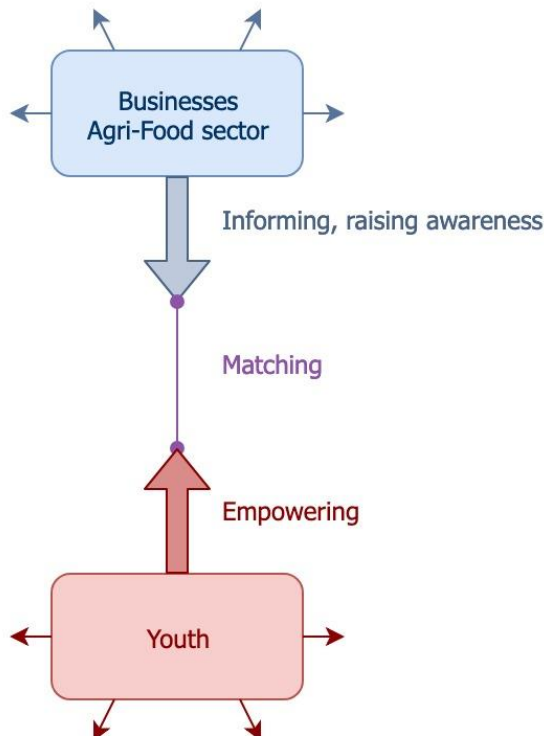 Businesses
Agri-Food sector
Informing, raising awareness
Matching
Empowering
Youth